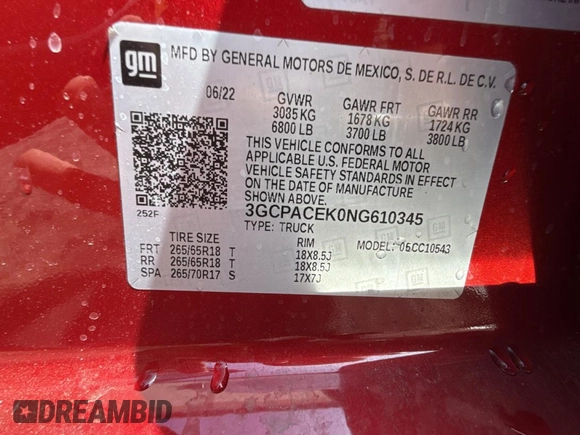 gm
MFD BY GENERAL MOTORS DE MEXICO, S. DE R.L. DE C.V.
06/22 GVWR GAWR FRT GAWR RR
3085 KG 1678 KG 1724 KG
6800 LB 3700 LB 3800 LB
THIS VEHICLE CONFORMS TO ALL
APPLICABLE U.S. FEDERAL MOTOR
VEHICLE SAFETY STANDARDS IN EFFECT
ON THE DATE OF MANUFACTURE
SHOWN ABOVE.
252F
3GCPACEK0NG610345
TYPE: TRUCK
TIRE SIZE RIM MODEL:
FRT 265/65R18 T 18X8.5J
RR 265/65R18 T 18X8.5J
SPA 265/70R17 S 17X7J
DREAMBID